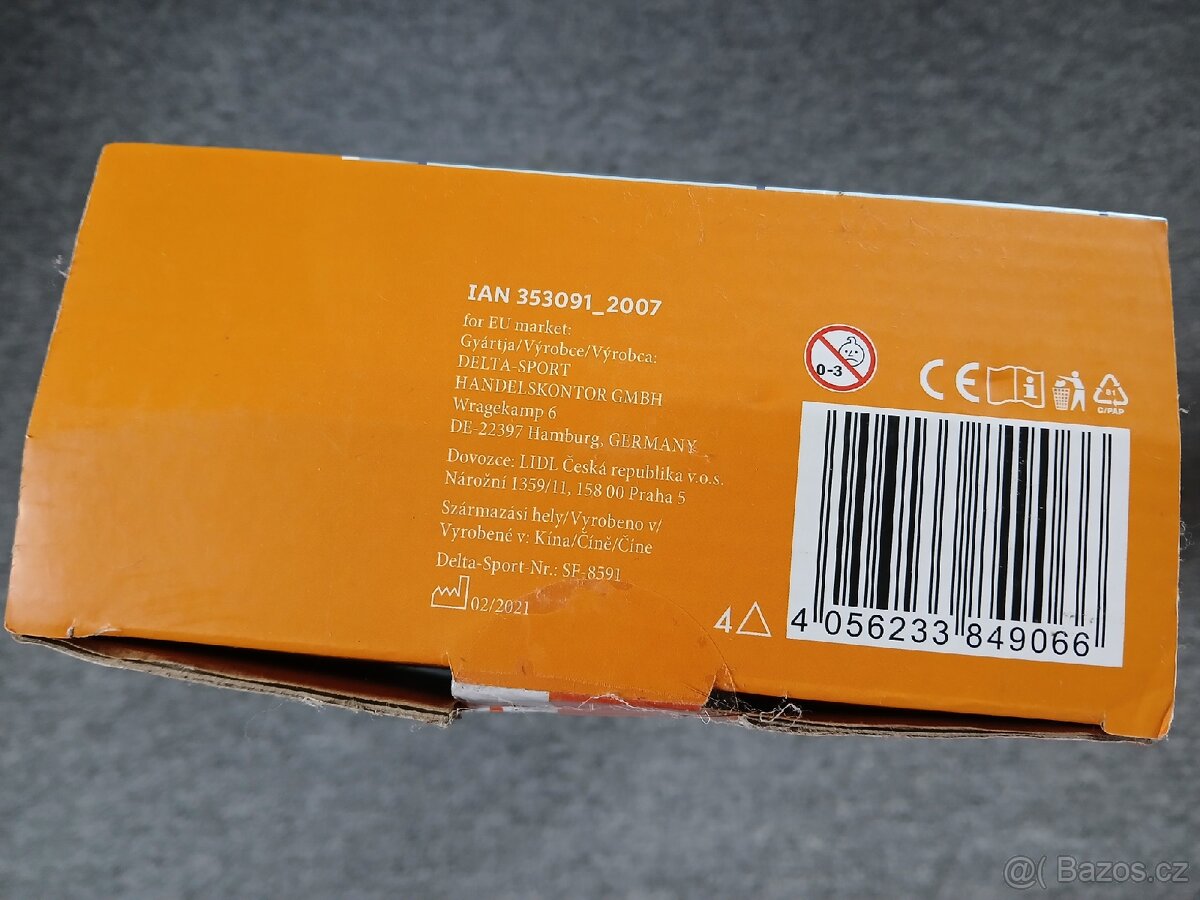 IAN 353091_2007
for EU market:
Gyártja/Výrobce/Výrobca:
DELTA-SPORT
HANDELSKONTOR GMBH
Wragekamp 6
DE-22397 Hamburg, GERMANY
Dovozce: LIDL Česká republika v.o.s.
Nárožní 1359/11, 158 00 Praha 5
Származási hely/Vyrobeno v/
Vyrobené v: Kína/Číně/Číne
Delta-Sport-Nr.: SF-8591
02/2021
0-3
CE
81
C/PAP
4
4 056233 849066
@( Bazos.cz